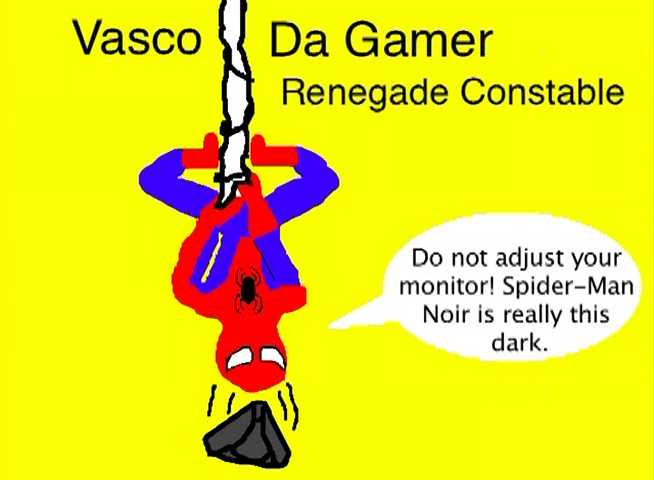 Vasco Da Gamer
Renegade Constable
Do not adjust your
monitor! Spider-Man
Noir is really this
dark.